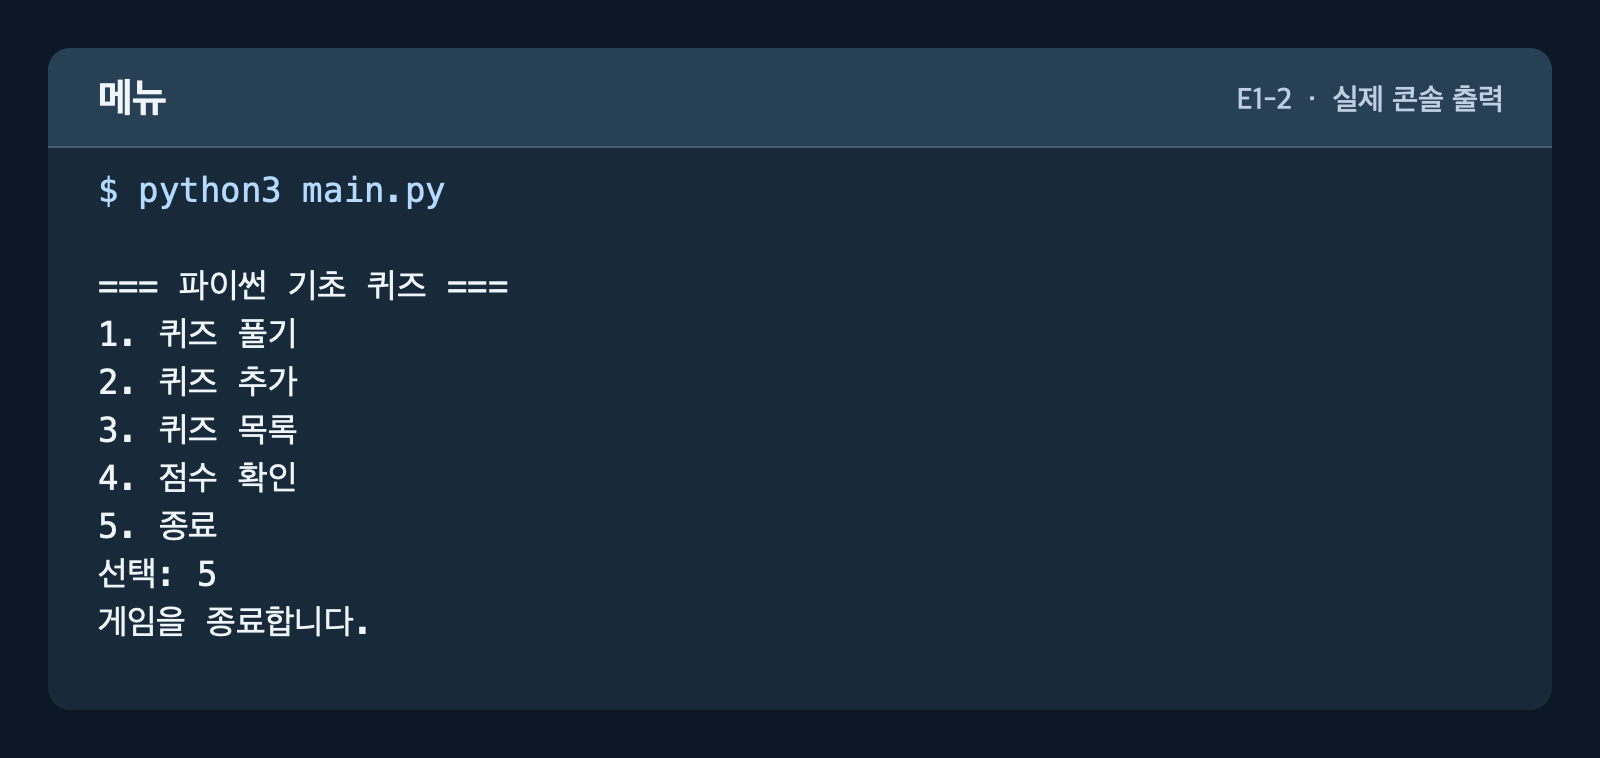 메뉴
E1-2 · 실제 콘솔 출력
$ python3 main.py
=== 파이썬 기초 퀴즈 ===
1. 퀴즈 풀기
2. 퀴즈 추가
3. 퀴즈 목록
4. 점수 확인
5. 종료
선택: 5
게임을 종료합니다.